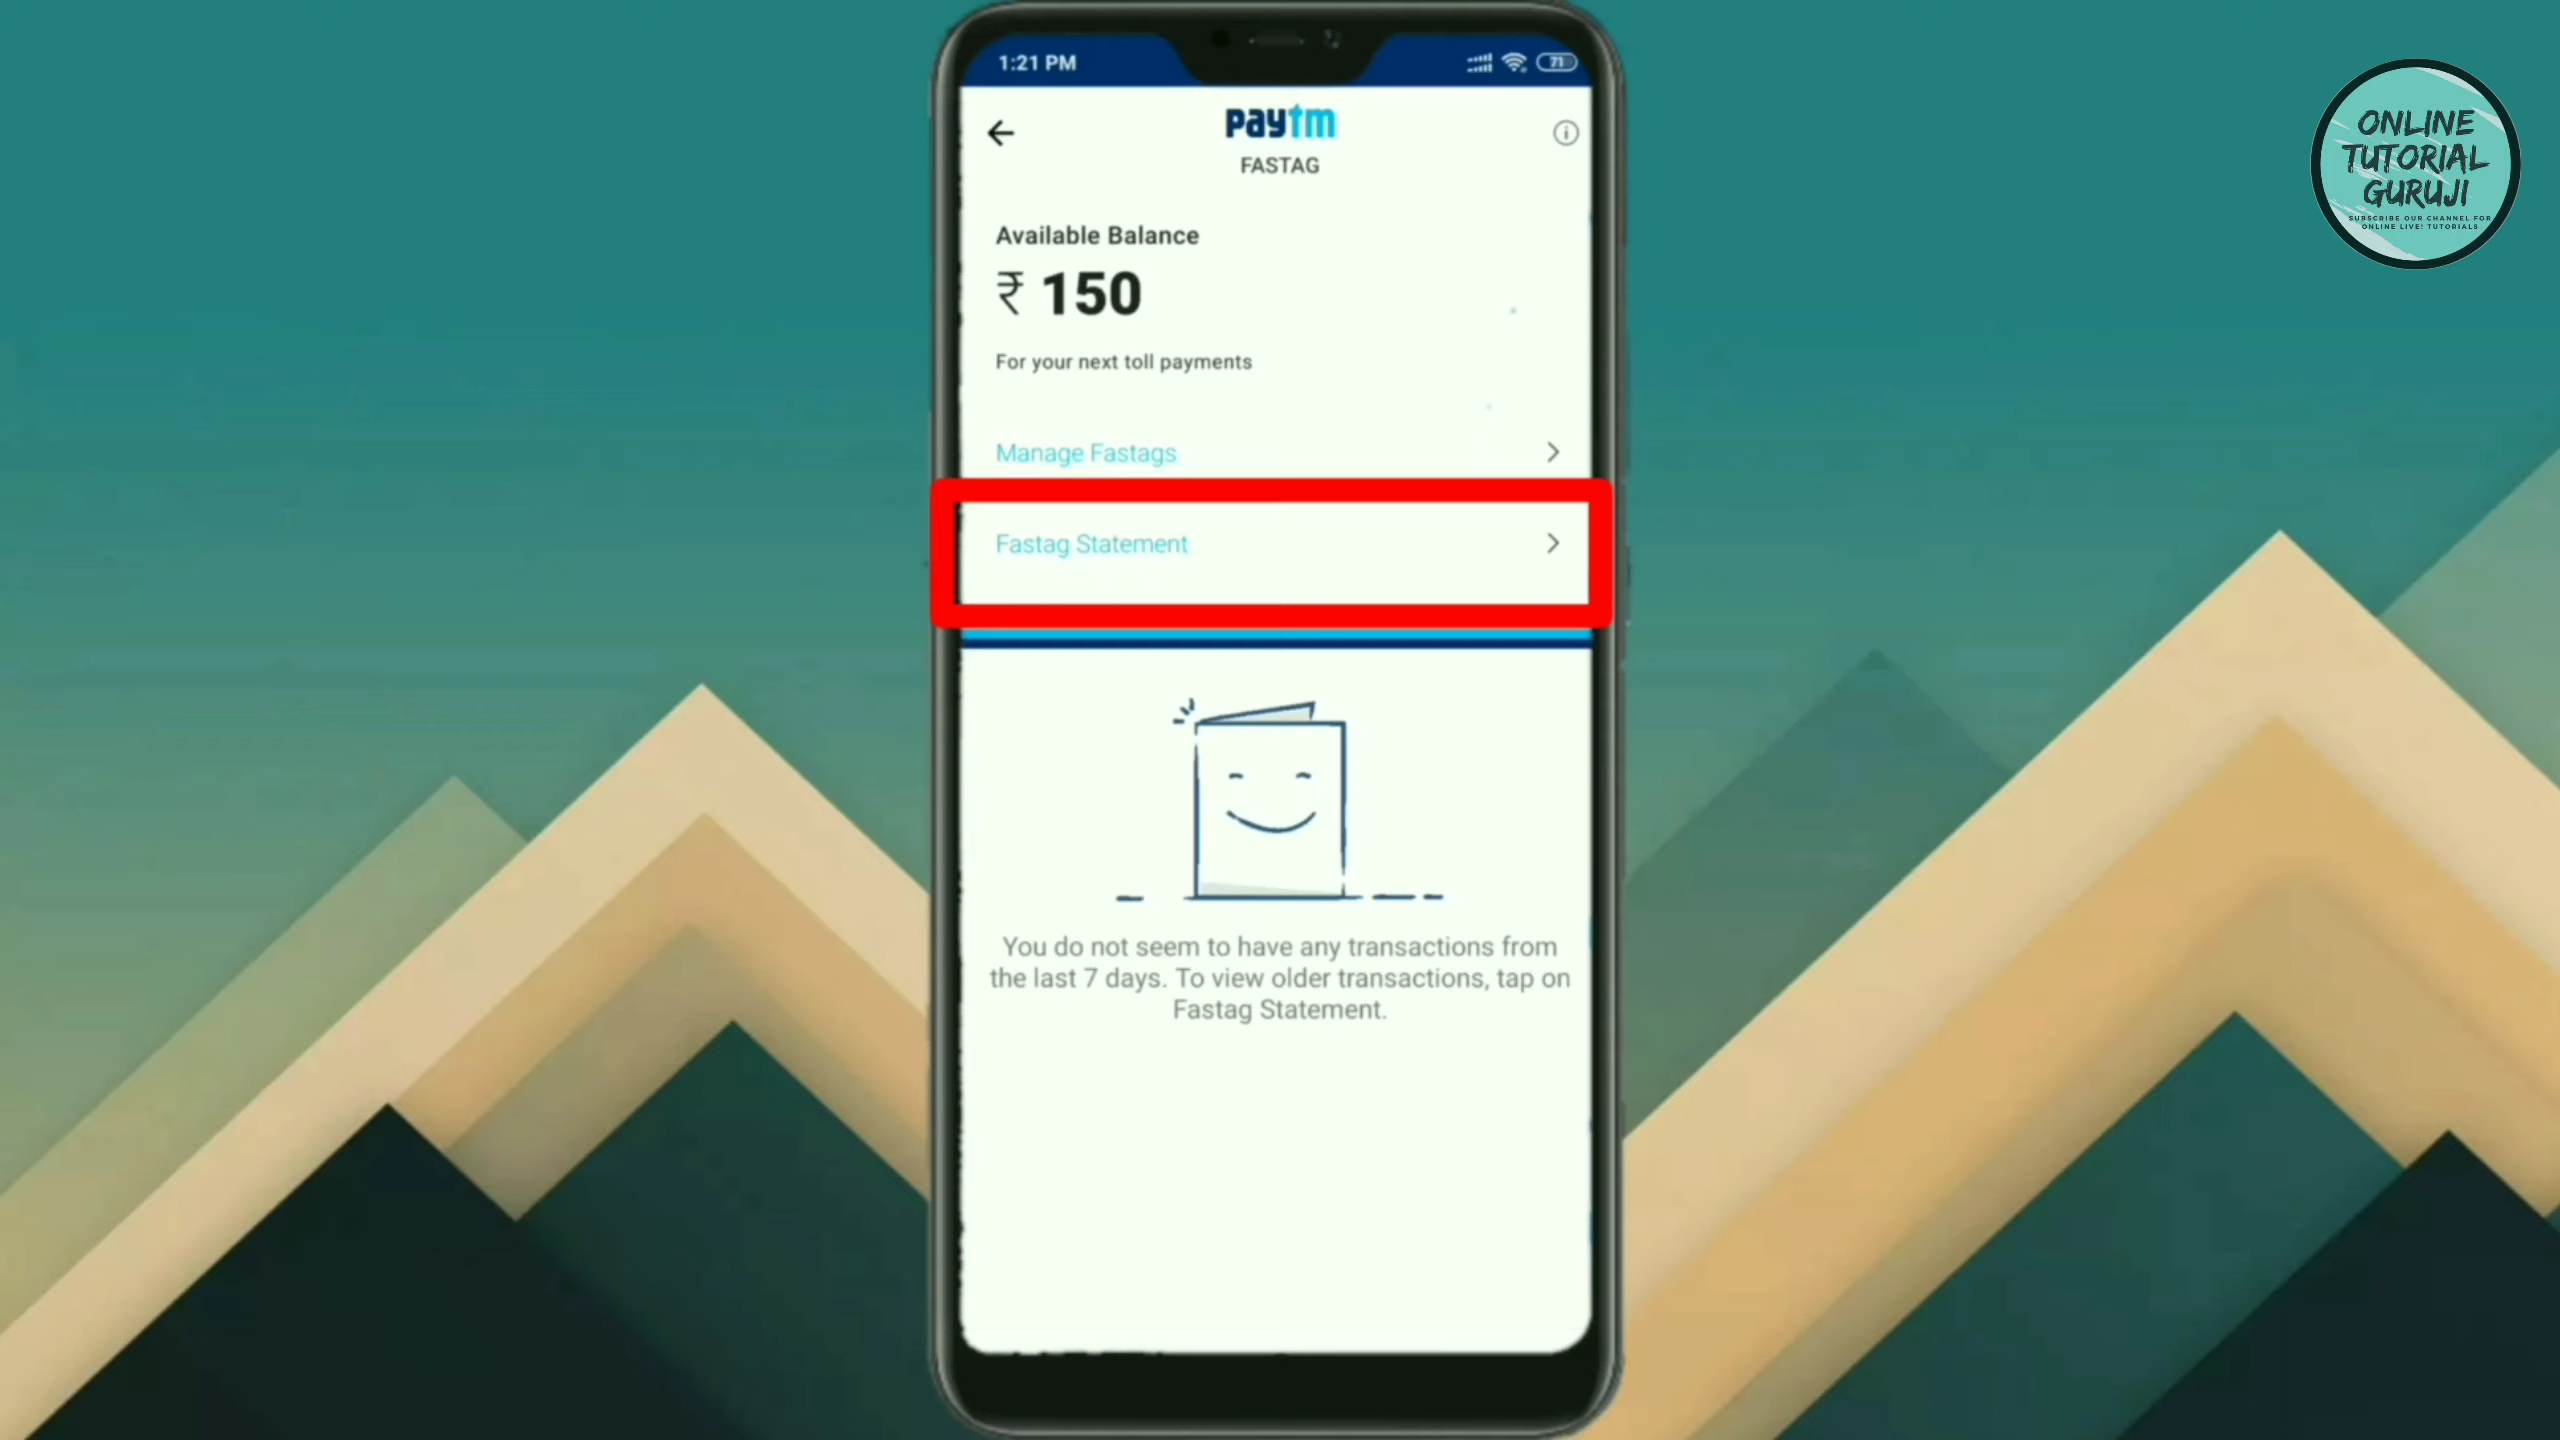 1:21 PM
71
paytm
FASTAG
Available Balance
₹ 150
For your next toll payments
Manage Fastags
Fastag Statement
You do not seem to have any transactions from
the last 7 days. To view older transactions, tap on
Fastag Statement.
ONLINE
TUTORIAL
GURUJI
SUBSCRIBE OUR CHANNEL FOR
ONLINE LIVE! TUTORIALS